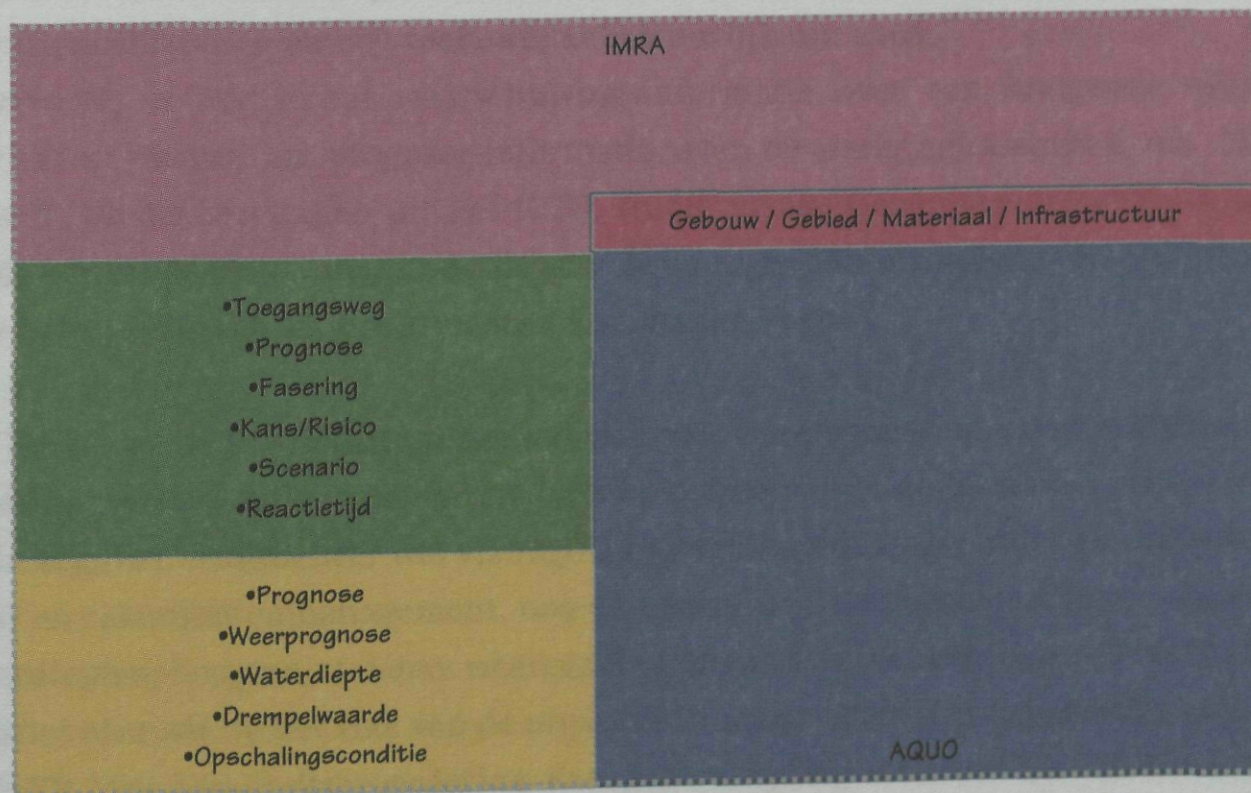 IMRA
Gebouw / Gebied / Materiaal / Infrastructuur
•Toegangsweg
•Prognose
•Fasering
•Kans/Risico
•Scenario
•Reactietijd
•Prognose
•Weerprognose
•Waterdiepte
•Drempelwaarde
•Opschalingsconditie
AQUO